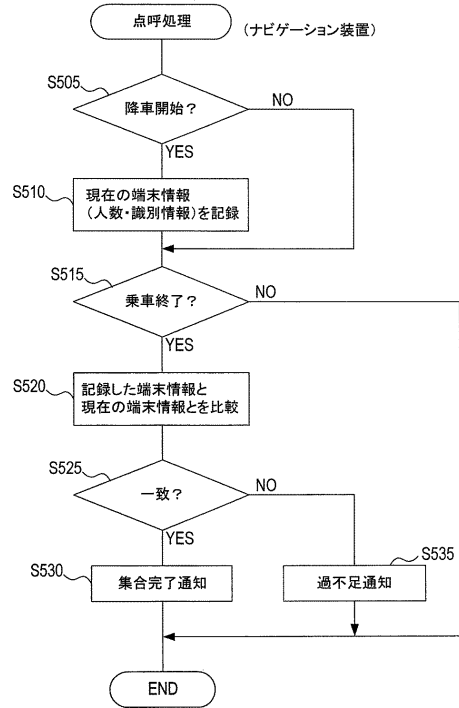 点呼処理
(ナビゲーション装置)
S505
降車開始?
NO
YES
S510
現在の端末情報
(人数・識別情報)を記録
S515
乗車終了?
NO
YES
S520
記録した端末情報と
現在の端末情報とを比較
S525
一致?
NO
YES
S530
集合完了通知
S535
過不足通知
END